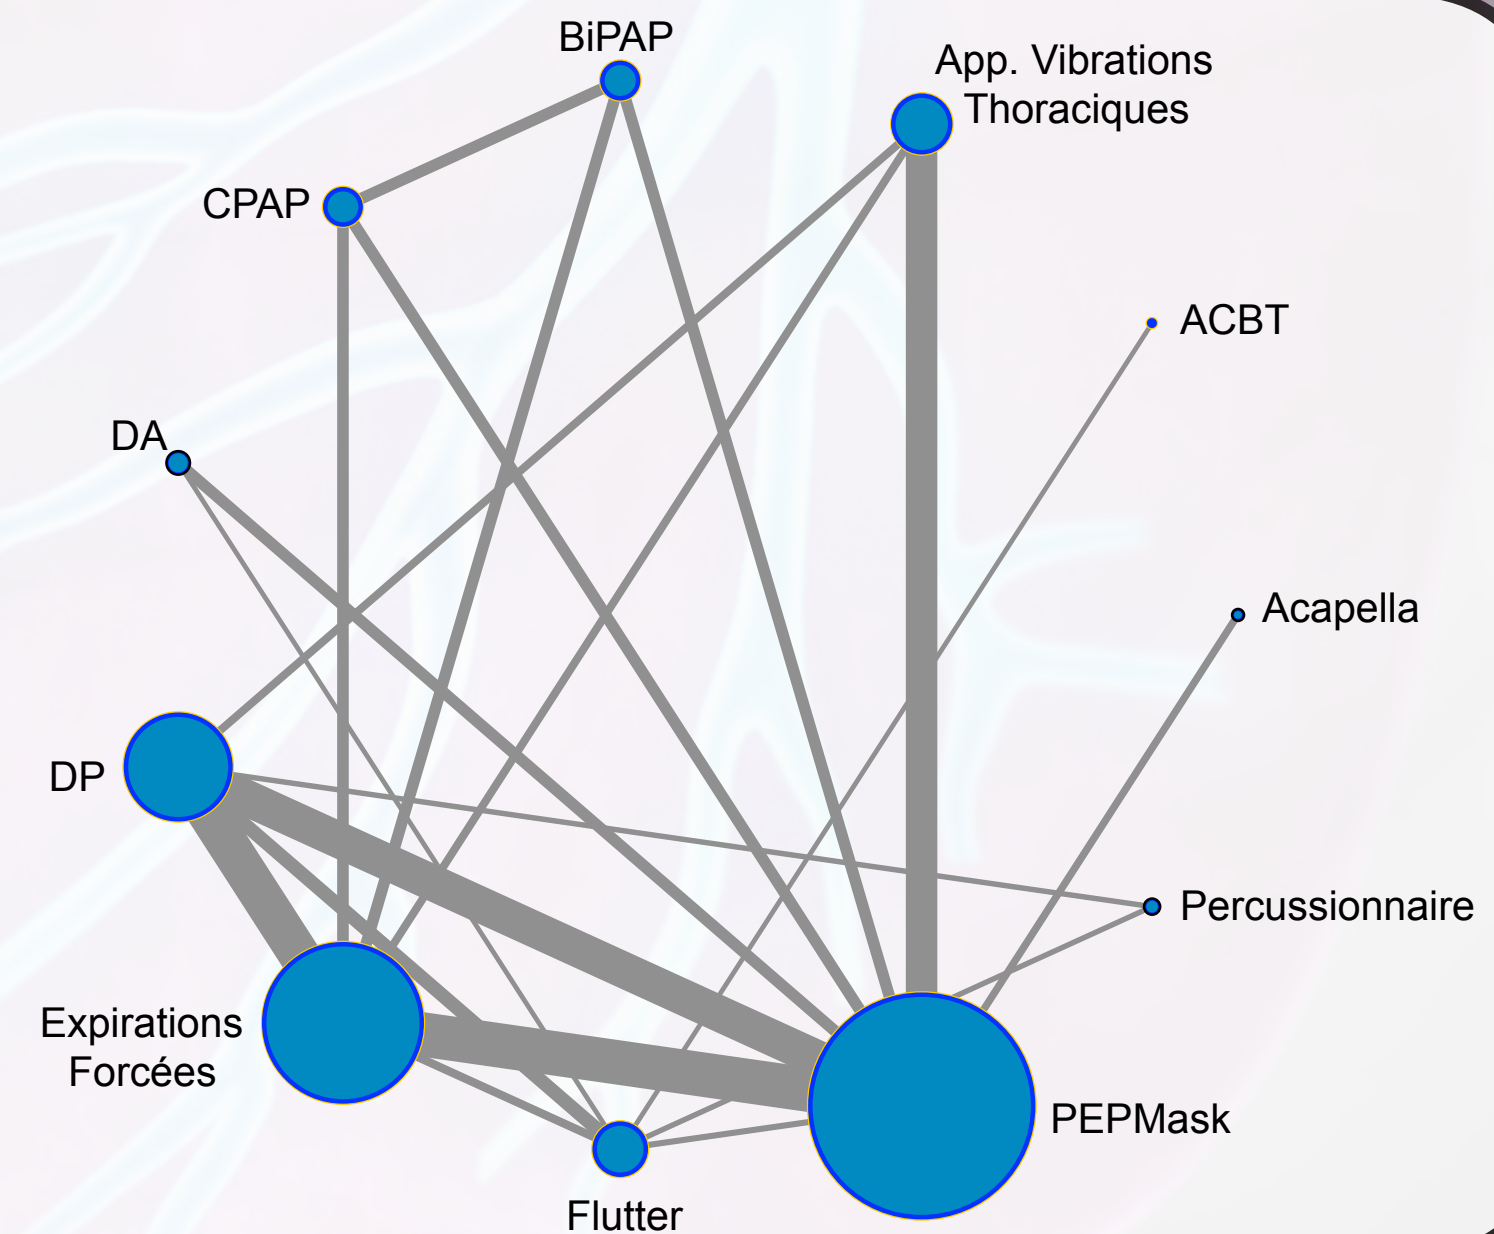 BiPAP
App. Vibrations
Thoraciques
CPAP
ACBT
DA
Acapella
DP
Percussionnaire
Expirations
Forcées
PEPMask
Flutter